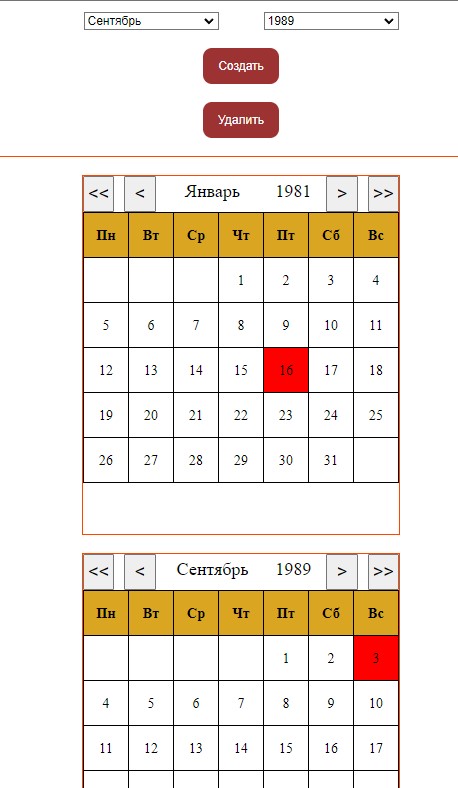 Сентябрь 1989
Создать
Удалить
<< < Январь 1981 > >>
Пн Вт Ср Чт Пт Сб Вс
1 2 3 4
5 6 7 8 9 10 11
12 13 14 15 16 17 18
19 20 21 22 23 24 25
26 27 28 29 30 31
<< < Сентябрь 1989 > >>
Пн Вт Ср Чт Пт Сб Вс
1 2 3
4 5 6 7 8 9 10
11 12 13 14 15 16 17